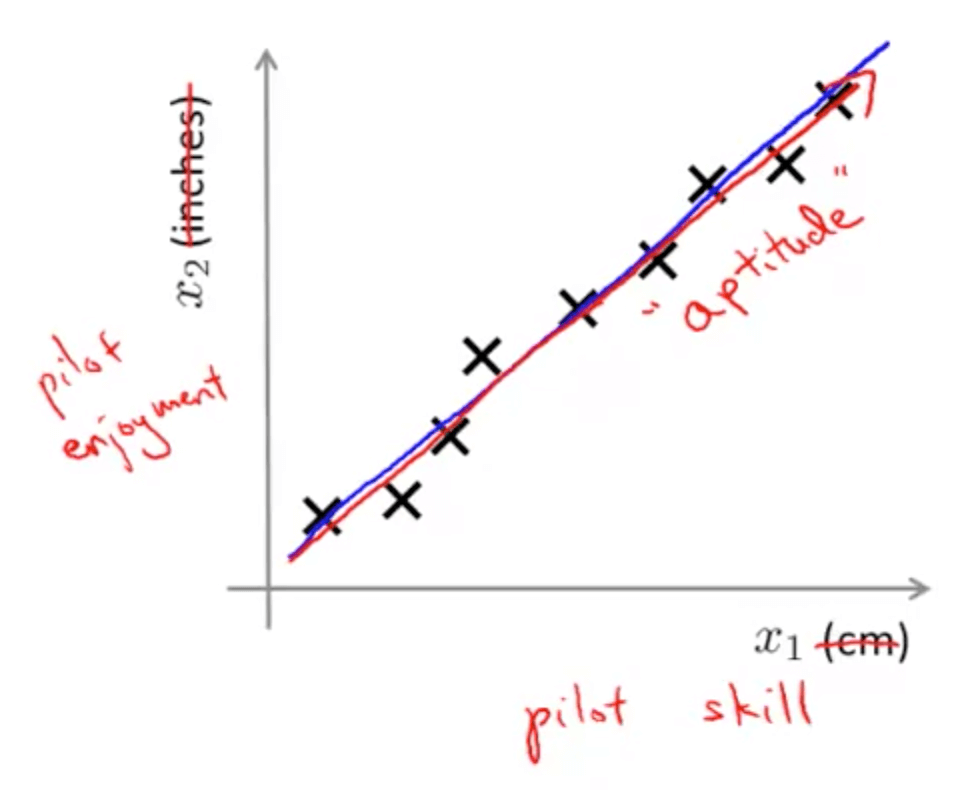 x₂ (inches)
pilot
enjoyment
"aptitude"
x₁ (cm)
pilot skill